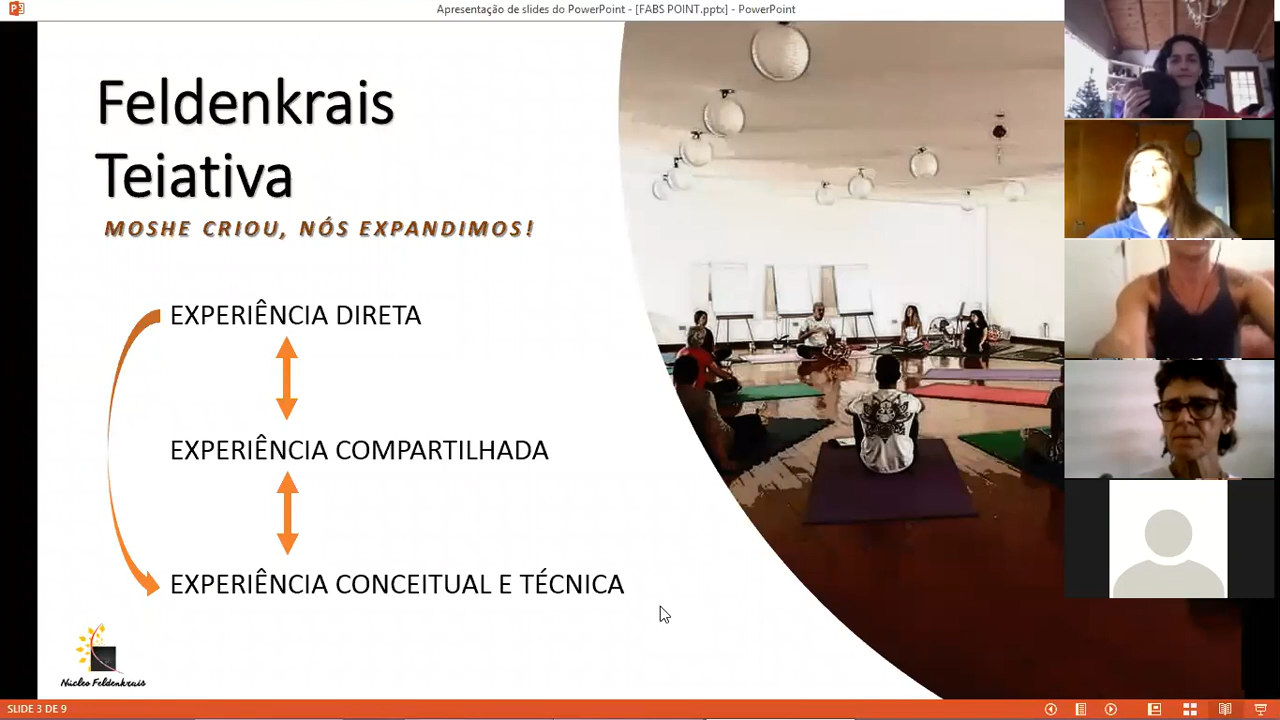 Apresentação de slides do PowerPoint - [FABS POINT.pptx] - PowerPoint
Feldenkrais
Teiativa
MOSHE CRIOU, NÓS EXPANDIMOS!
EXPERIÊNCIA DIRETA
EXPERIÊNCIA COMPARTILHADA
EXPERIÊNCIA CONCEITUAL E TÉCNICA
Núcleo Feldenkrais
SLIDE 3 DE 9